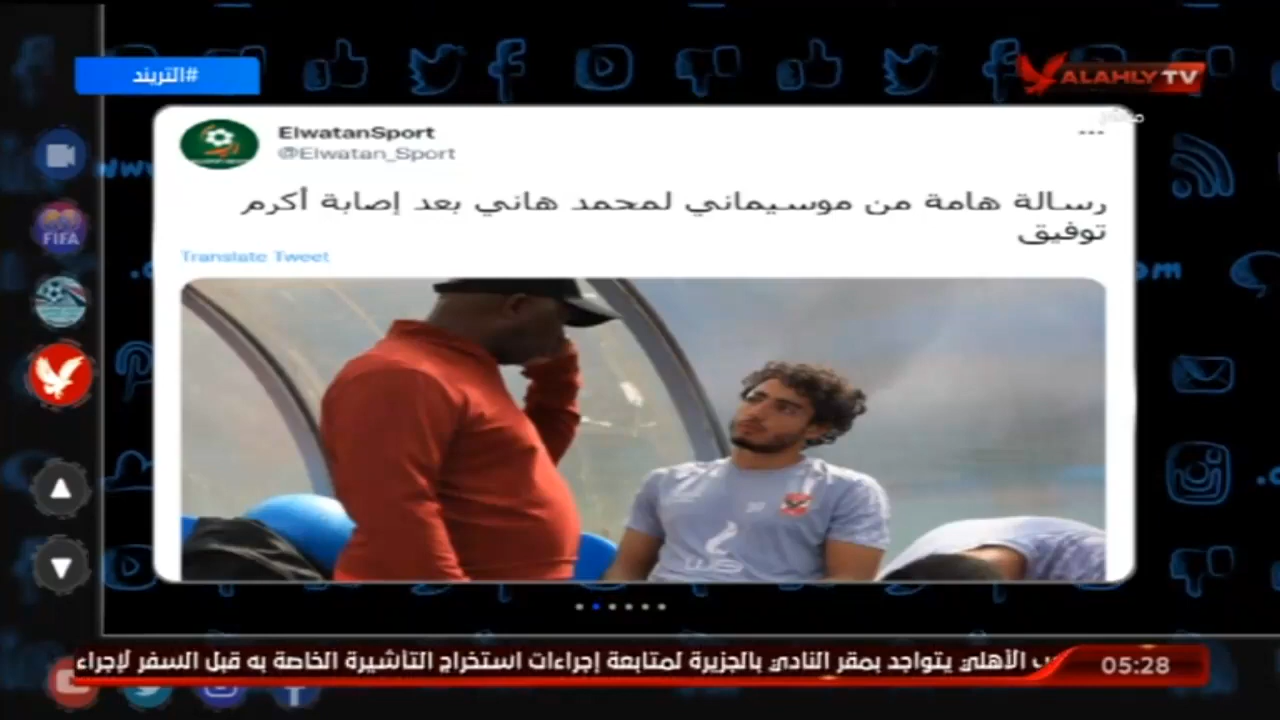 #التريند
ALAHLY TV
ElwatanSport
@Elwatan_Sport
رسالة هامة من موسيماني لمحمد هاني بعد إصابة أكرم
توفيق
Translate Tweet
FIFA
الأهلي يتواجد بمقر النادي بالجزيرة لمتابعة إجراءات استخراج التأشيرة الخاصة به قبل السفر لإجراء
05:28